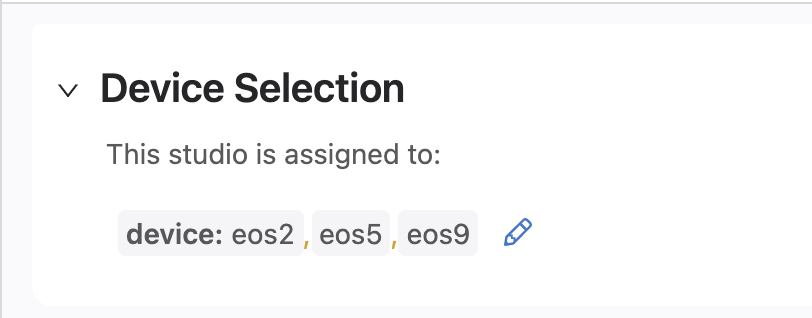 Device Selection
This studio is assigned to:
device: eos2 , eos5 , eos9